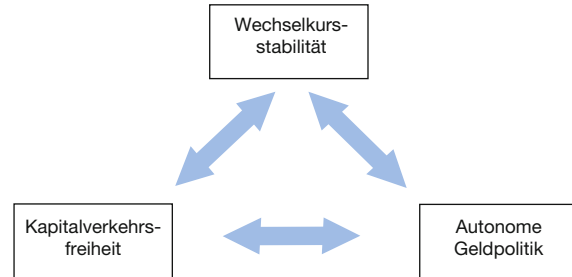 Wechselkurs-
stabilität
Kapitalverkehrs-
freiheit
Autonome
Geldpolitik